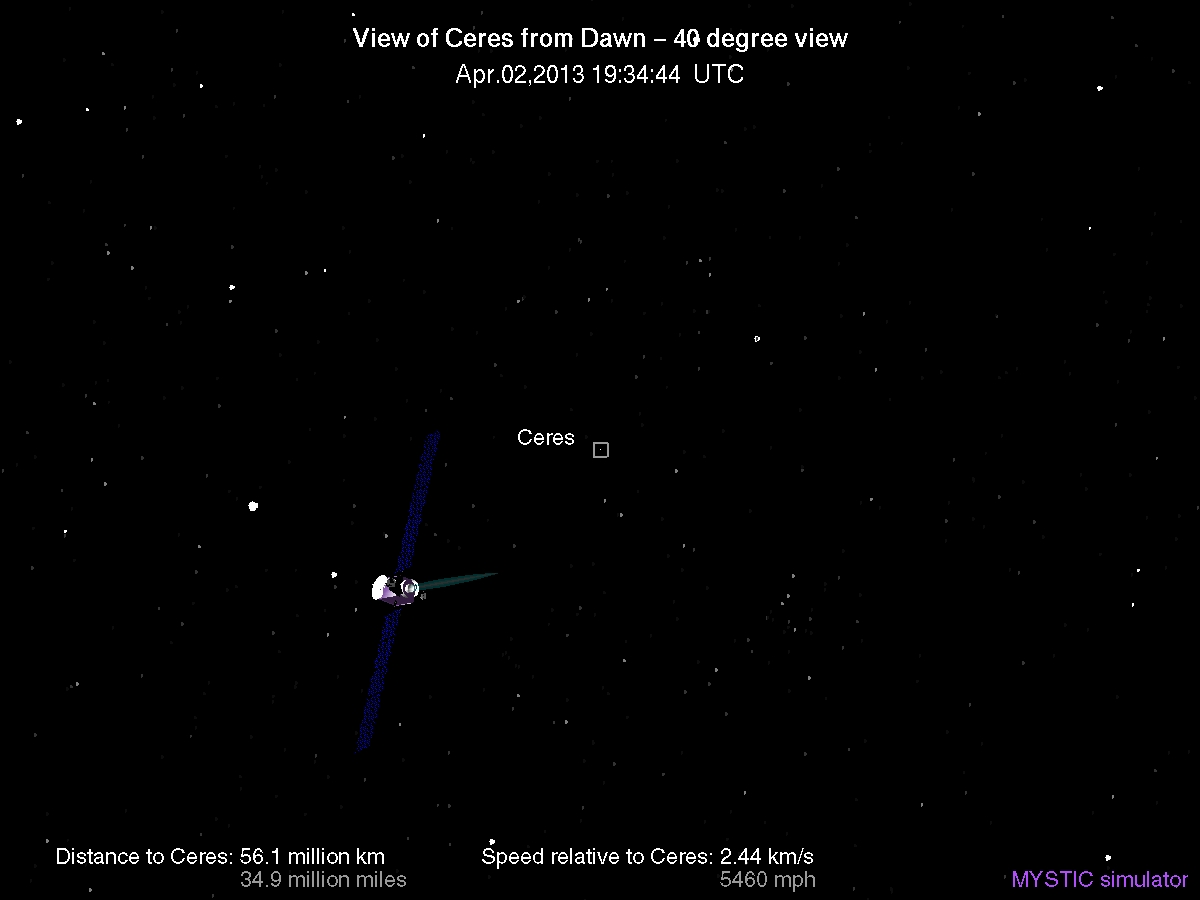 View of Ceres from Dawn – 40 degree view
Apr.02,2013 19:34:44 UTC
Ceres
Distance to Ceres: 56.1 million km
34.9 million miles
Speed relative to Ceres: 2.44 km/s
5460 mph
MYSTIC simulator